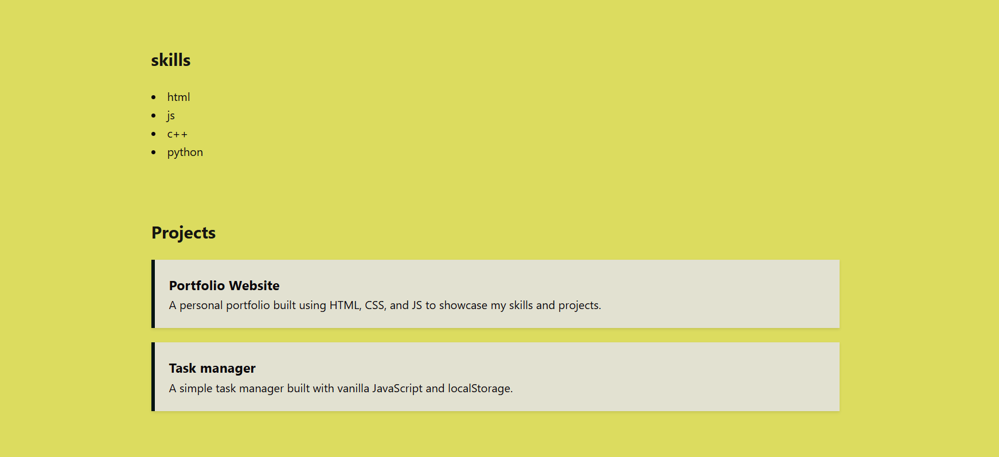 skills
html
js
c++
python
Projects
Portfolio Website
A personal portfolio built using HTML, CSS, and JS to showcase my skills and projects.
Task manager
A simple task manager built with vanilla JavaScript and localStorage.